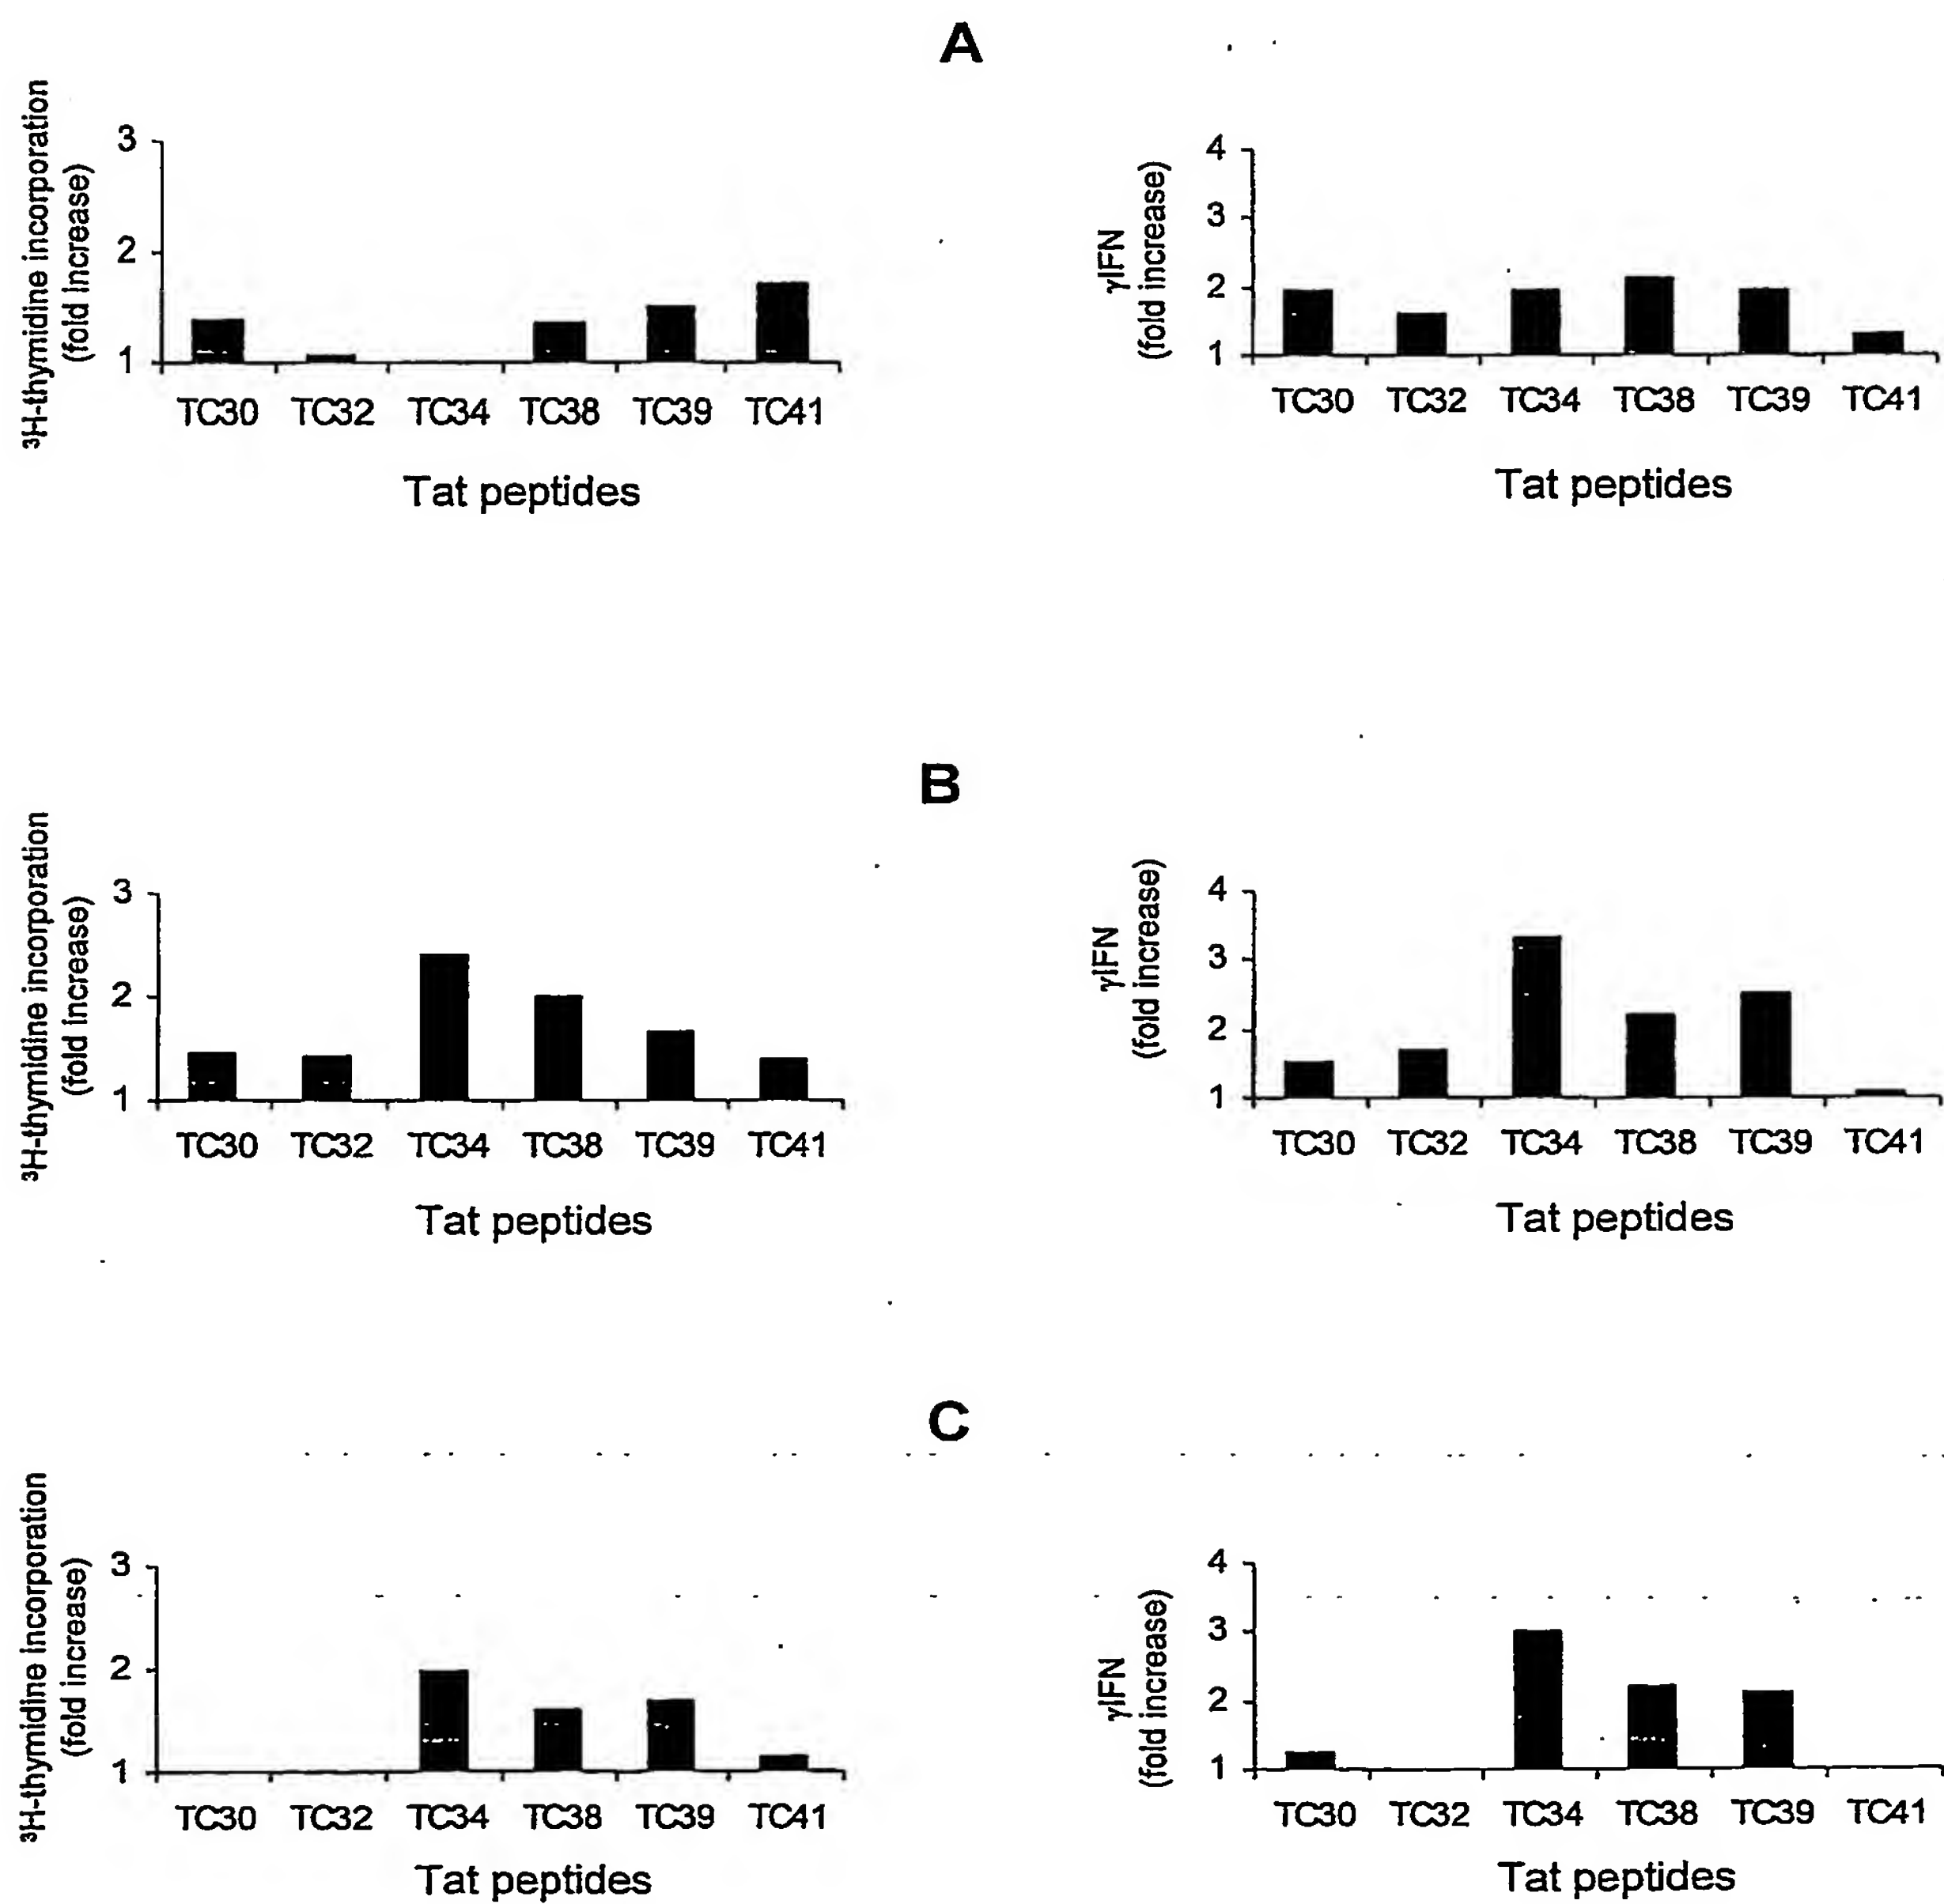 A
³H-thymidine incorporation
(fold increase)
3
2
1
TC30 TC32 TC34 TC38 TC39 TC41
Tat peptides
γIFN
(fold increase)
4
3
2
1
TC30 TC32 TC34 TC38 TC39 TC41
Tat peptides
B
³H-thymidine incorporation
(fold increase)
3
2
1
TC30 TC32 TC34 TC38 TC39 TC41
Tat peptides
γIFN
(fold increase)
4
3
2
1
TC30 TC32 TC34 TC38 TC39 TC41
Tat peptides
C
³H-thymidine incorporation
(fold increase)
3
2
1
TC30 TC32 TC34 TC38 TC39 TC41
Tat peptides
γIFN
(fold increase)
4
3
2
1
TC30 TC32 TC34 TC38 TC39 TC41
Tat peptides